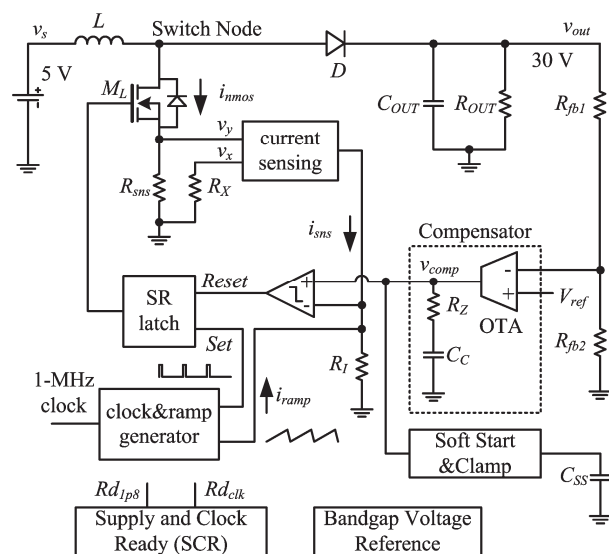 v_s
L
Switch Node
v_out
5 V
M_L
i_nmos
D
30 V
C_OUT
R_OUT
R_fb1
v_y
v_x
current
sensing
R_sns
R_X
i_sns
Compensator
v_comp
SR
latch
Reset
Set
+
-
-
+
OTA
V_ref
R_Z
C_C
R_fb2
1-MHz
clock
clock&ramp
generator
i_ramp
R_I
Soft Start
&Clamp
C_SS
Rd_1p8
Rd_clk
Supply and Clock
Ready (SCR)
Bandgap Voltage
Reference